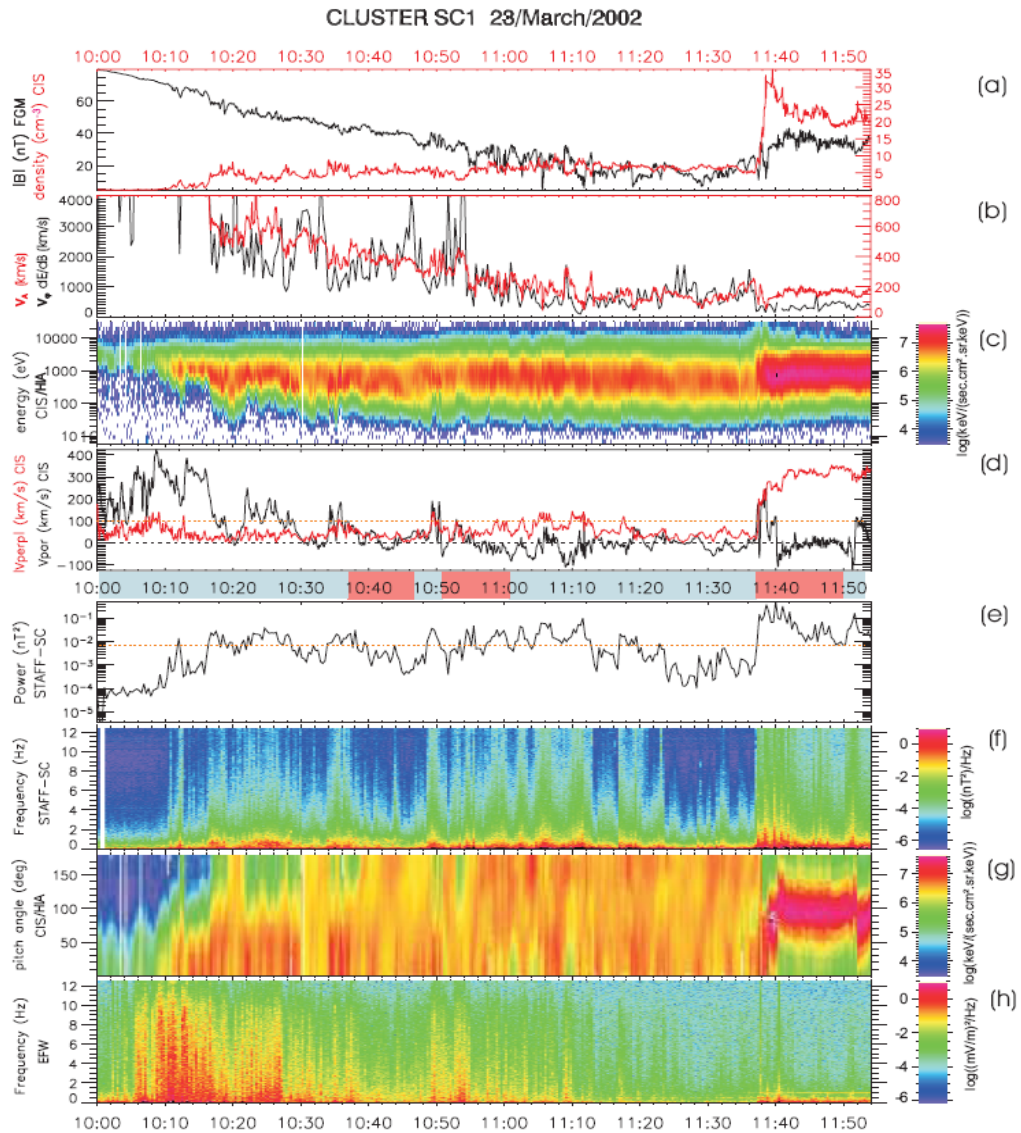 CLUSTER SC1 23/March/2002
10:00 10:10 10:20 10:30 10:40 10:50 11:00 11:10 11:20 11:30 11:40 11:50
|B| (nT) FGM
density (cm⁻³) CIS
60
40
20
35
30
25
20
15
10
5
(a)
V_A (km/s)
V_φ dE/dB (km/s)
4000
3000
2000
1000
0
800
600
400
200
0
(b)
energy (eV)
CIS/HIA
10000
1000
100
10
7
6
5
4
log(keV/(sec.cm².sr.keV))
(c)
|Vperp| (km/s) CIS
Vpar (km/s) CIS
400
300
200
100
0
−100
(d)
10:00 10:10 10:20 10:30 10:40 10:50 11:00 11:10 11:20 11:30 11:40 11:50
Power (nT²)
STAFF−SC
10⁻¹
10⁻²
10⁻³
10⁻⁴
10⁻⁵
(e)
Frequency (Hz)
STAFF−SC
12
10
8
6
4
2
0
0
-2
-4
-6
log((nT²)/Hz)
(f)
pitch angle (deg)
CIS/HIA
150
100
50
7
6
5
4
log(keV/(sec.cm².sr.keV))
(g)
Frequency (Hz)
EFW
12
10
8
6
4
2
0
0
-2
-4
-6
log((mV/m)²/Hz)
(h)
10:00 10:10 10:20 10:30 10:40 10:50 11:00 11:10 11:20 11:30 11:40 11:50